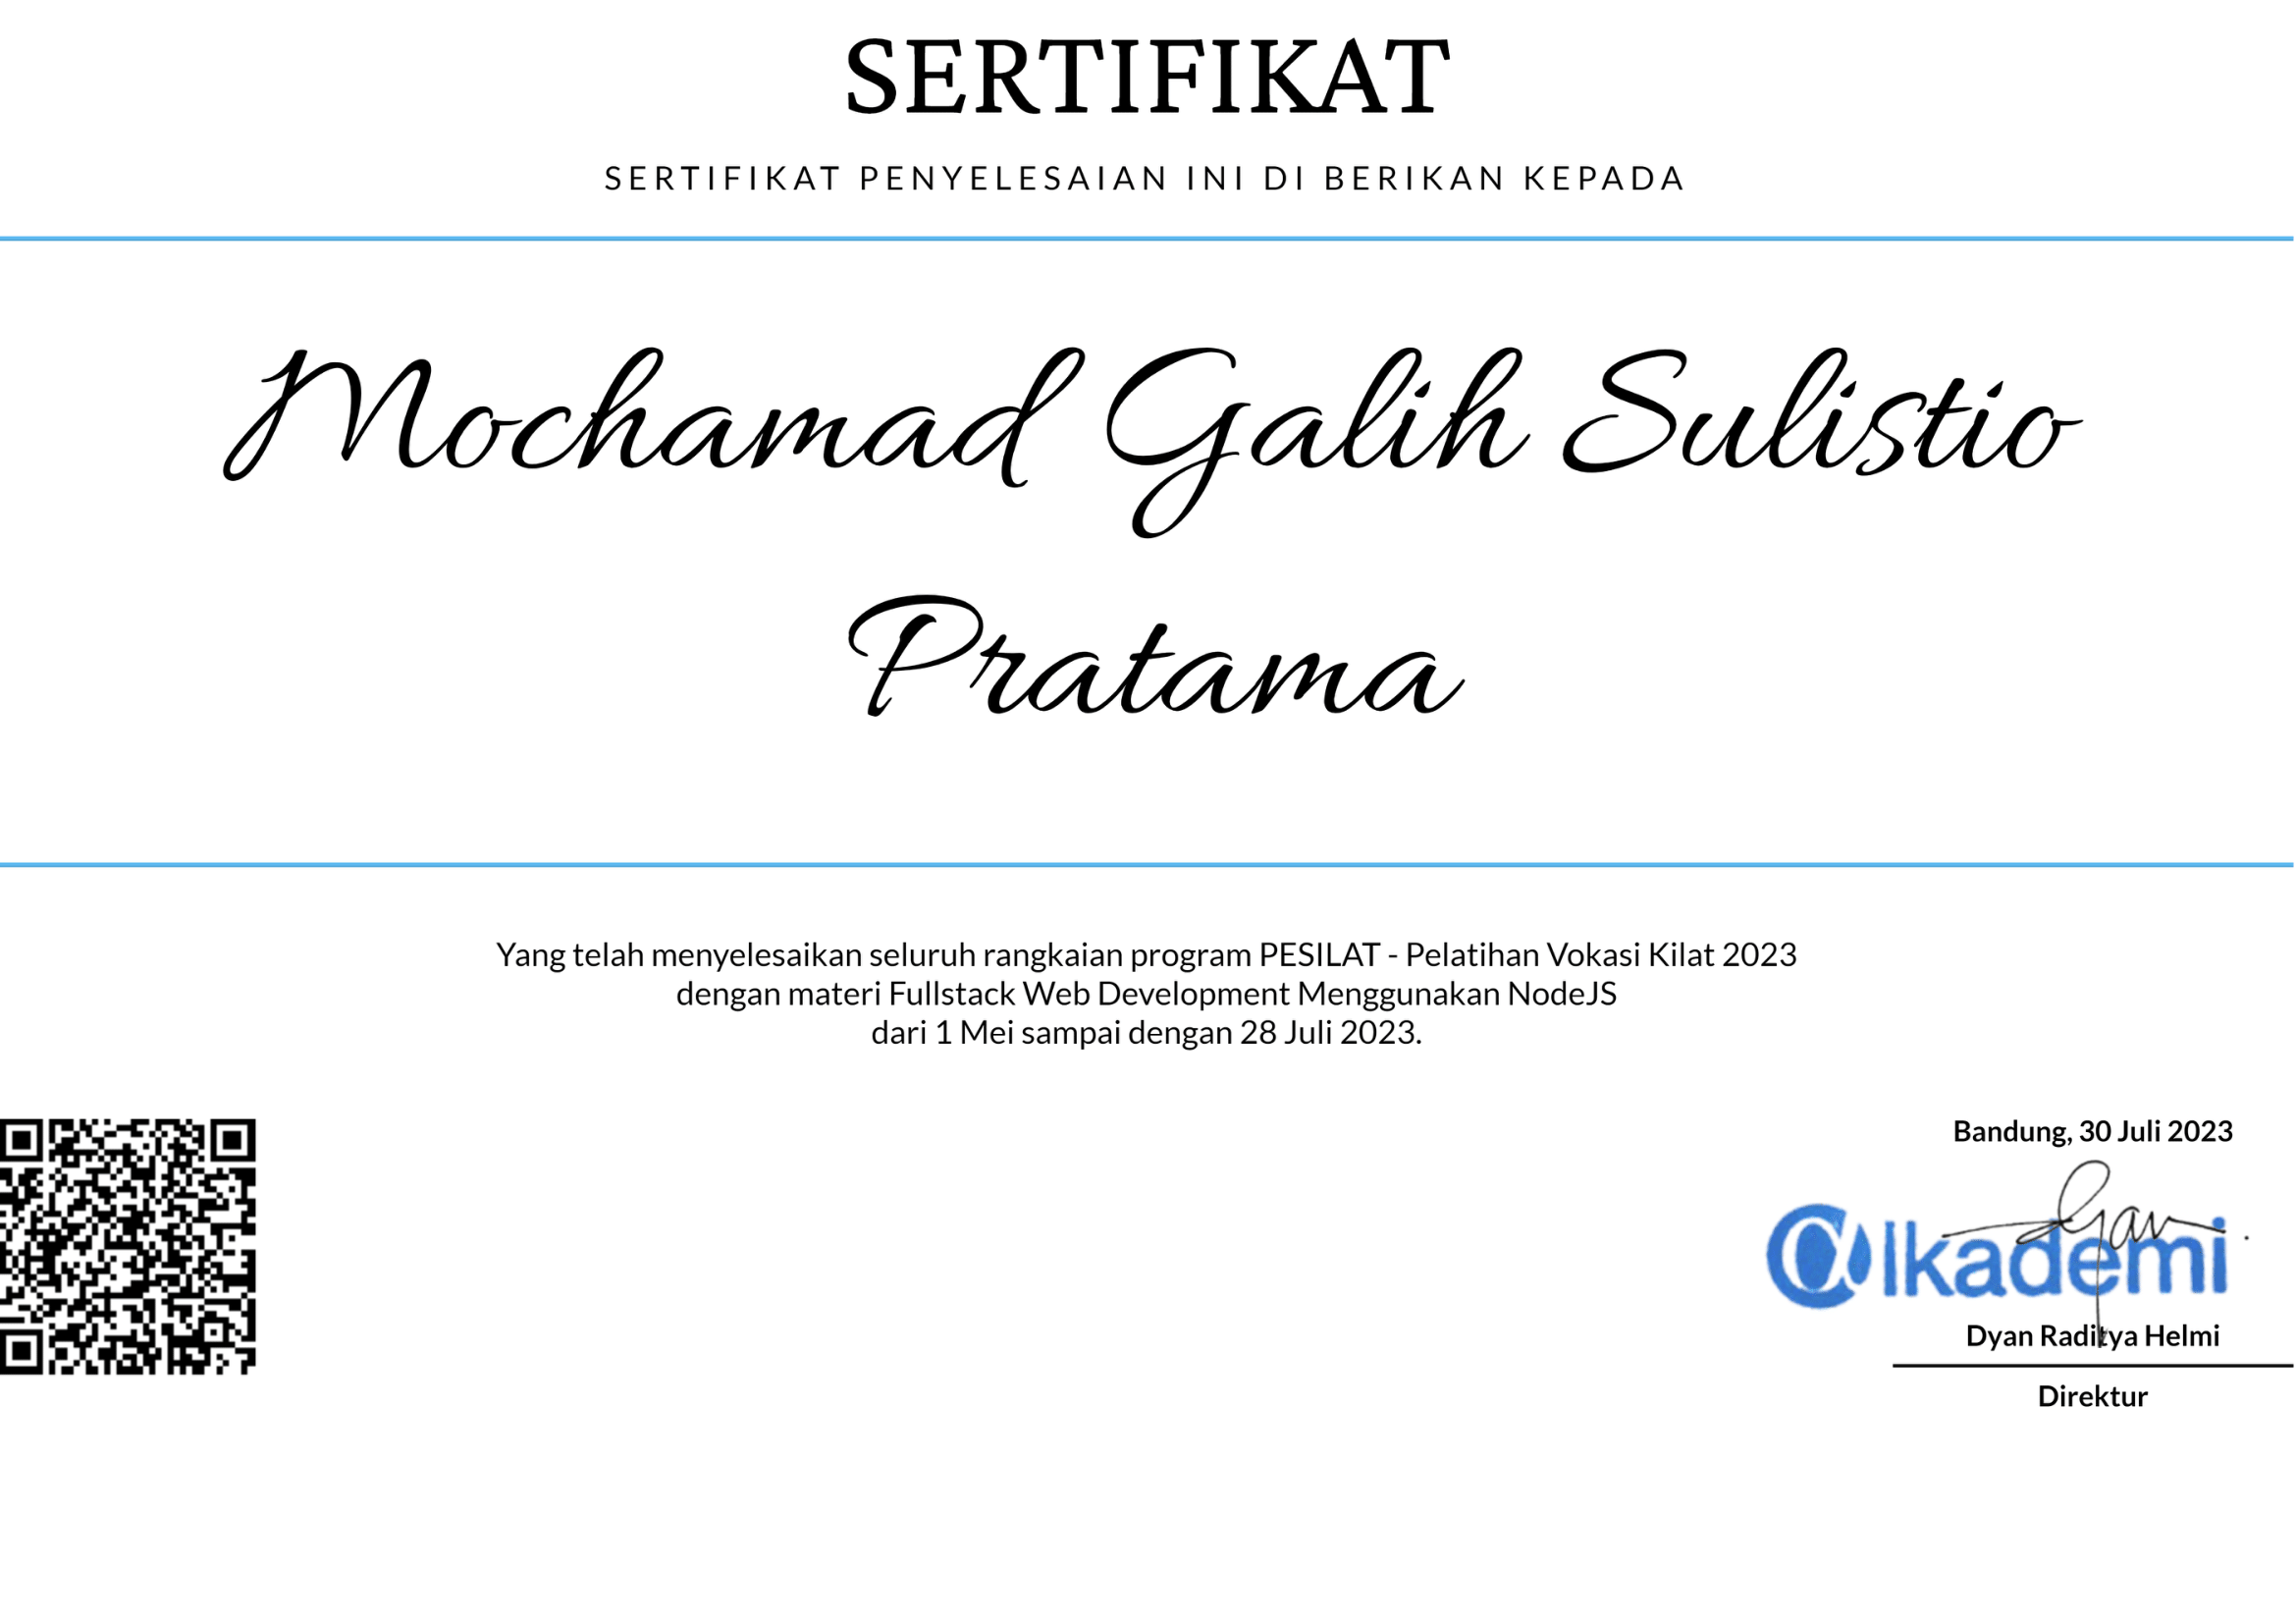 SERTIFIKAT
SERTIFIKAT PENYELESAIAN INI DI BERIKAN KEPADA
Mochamad Galih Sulistio
Pratama
Yang telah menyelesaikan seluruh rangkaian program PESILAT - Pelatihan Vokasi Kilat 2023
dengan materi Fullstack Web Development Menggunakan NodeJS
dari 1 Mei sampai dengan 28 Juli 2023.
Bandung, 30 Juli 2023
Alkademi
Dyan Raditya Helmi
Direktur